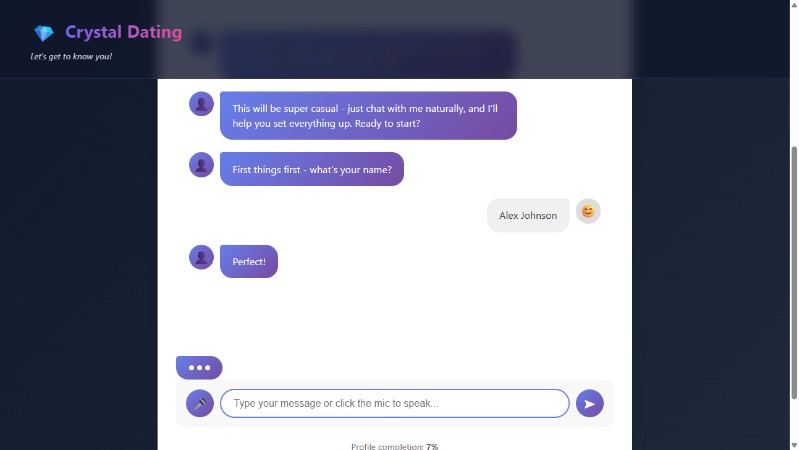 Crystal Dating
Let's get to know you!
This will be super casual - just chat with me naturally, and I'll
help you set everything up. Ready to start?
First things first - what's your name?
Alex Johnson
Perfect!
Type your message or click the mic to speak...
Profile completion: 7%